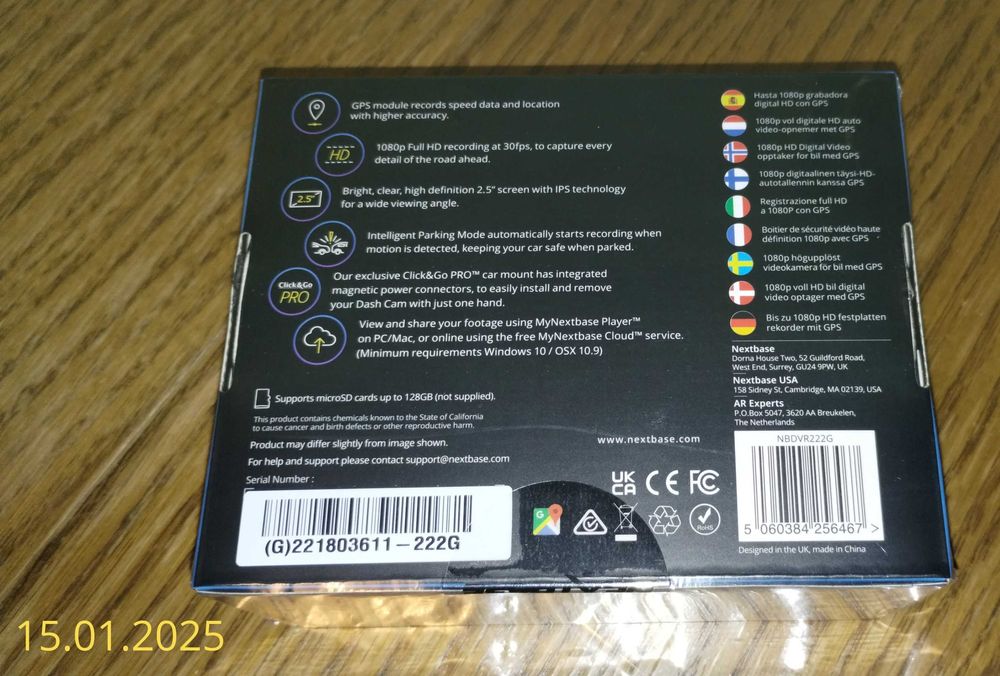 GPS module records speed data and location
with higher accuracy.
HD
1080p Full HD recording at 30fps, to capture every
detail of the road ahead.
2.5"
Bright, clear, high definition 2.5" screen with IPS technology
for a wide viewing angle.
Intelligent Parking Mode automatically starts recording when
motion is detected, keeping your car safe when parked.
Click&Go
PRO
Our exclusive Click&Go PRO™ car mount has integrated
magnetic power connectors, to easily install and remove
your Dash Cam with just one hand.
View and share your footage using MyNextbase Player™
on PC/Mac, or online using the free MyNextbase Cloud™ service.
(Minimum requirements Windows 10 / OSX 10.9)
Supports microSD cards up to 128GB (not supplied).
This product contains chemicals known to the State of California
to cause cancer and birth defects or other reproductive harm.
Product may differ slightly from image shown.
For help and support please contact support@nextbase.com
Serial Number :
(G)221803611-222G
www.nextbase.com
UK
CA
CE
FC
G
RoHS
Hasta 1080p grabadora
digital HD con GPS
1080p vol digitale HD auto
video-opnemer met GPS
1080p HD Digital Video
opptaker for bil med GPS
1080p digitaalinen täysi-HD-
autotallennin kanssa GPS
Registrazione full HD
a 1080P con GPS
Boitier de sécurité vidéo haute
définition 1080p avec GPS
1080p högupplöst
videokamera för bil med GPS
1080p voll HD bil digital
video optager med GPS
Bis zu 1080p HD festplatten
rekorder mit GPS
Nextbase
Dorna House Two, 52 Guildford Road,
West End, Surrey, GU24 9PW, UK
Nextbase USA
158 Sidney St, Cambridge, MA 02139, USA
AR Experts
P.O.Box 5047, 3620 AA Breukelen,
The Netherlands
NBDVR222G
5 060384 256467 >
Designed in the UK, made in China
15.01.2025